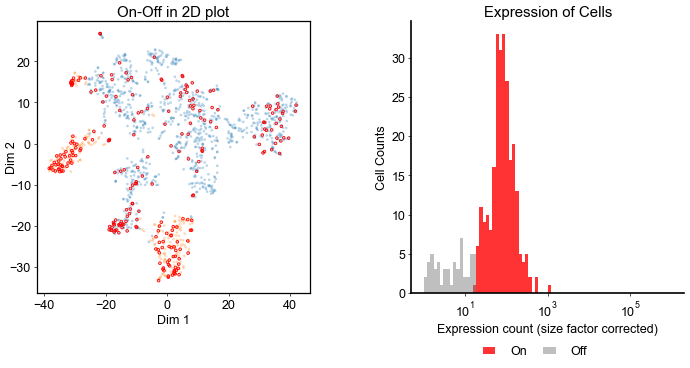 On-Off in 2D plot
Dim 2
20
10
0
−10
−20
−30
−40
−20
0
20
40
Dim 1
Expression of Cells
Cell Counts
30
25
20
15
10
5
0
10^1
10^3
10^5
Expression count (size factor corrected)
On
Off